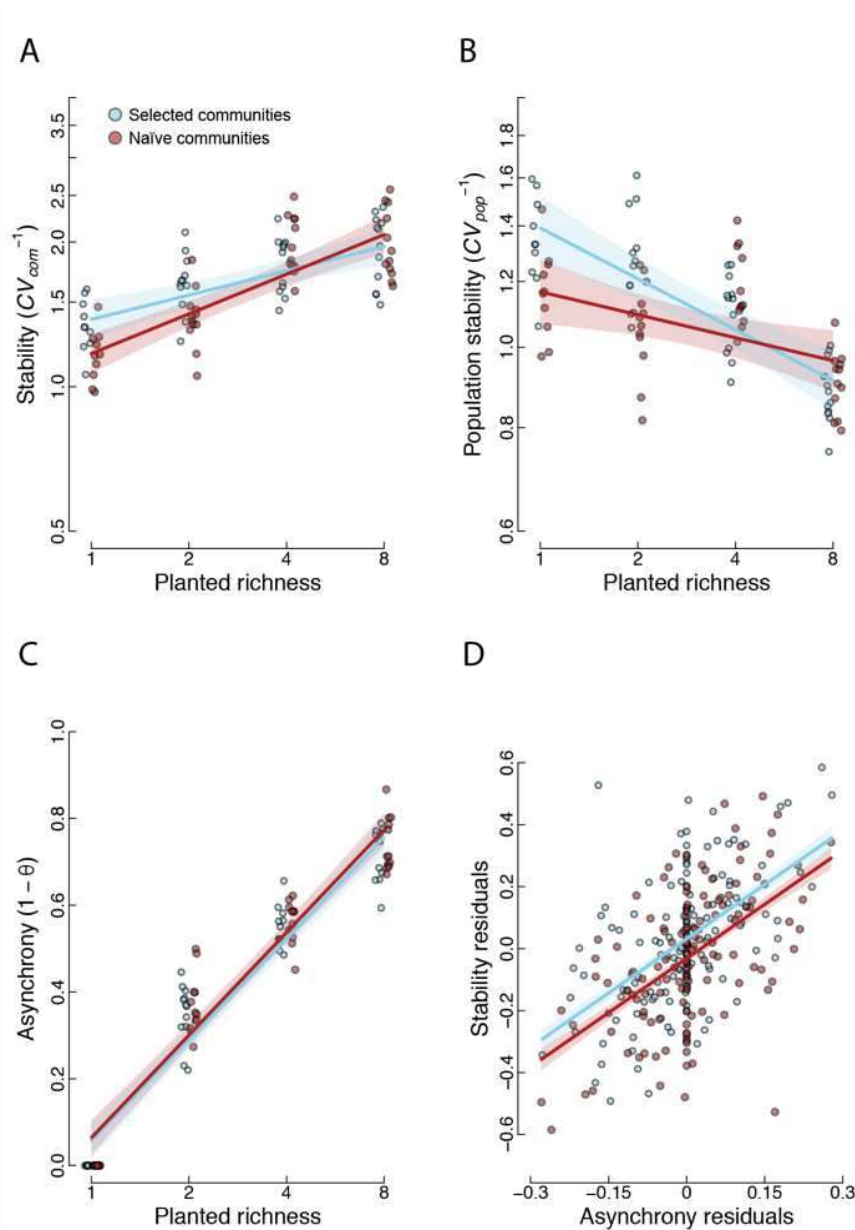 A
Stability (CVcom−1)
3.5
2.5
2.0
1.5
1.0
0.5
Selected communities
Naïve communities
1 2 4 8
Planted richness
B
Population stability (CVpop−1)
1.8
1.6
1.4
1.2
1.0
0.8
0.6
1 2 4 8
Planted richness
C
Asynchrony (1 − θ)
1.0
0.8
0.6
0.4
0.2
0.0
1 2 4 8
Planted richness
D
Stability residuals
0.6
0.4
0.2
0.0
−0.2
−0.4
−0.6
−0.3 −0.15 0 0.15 0.3
Asynchrony residuals